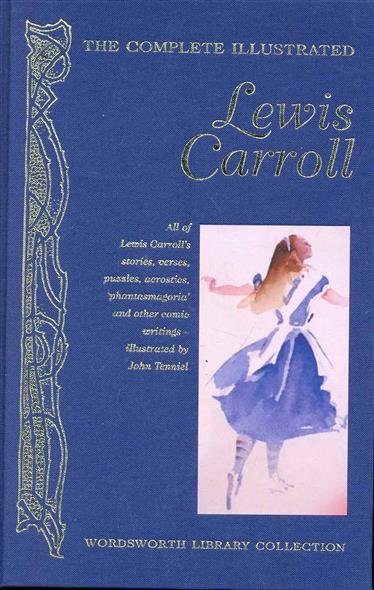 THE COMPLETE ILLUSTRATED
Lewis
Carroll
All of
Lewis Carroll's
stories, verses,
puzzles, acrostics,
'phantasmagoria'
and other comic
writings –
illustrated by
John Tenniel
WORDSWORTH LIBRARY COLLECTION